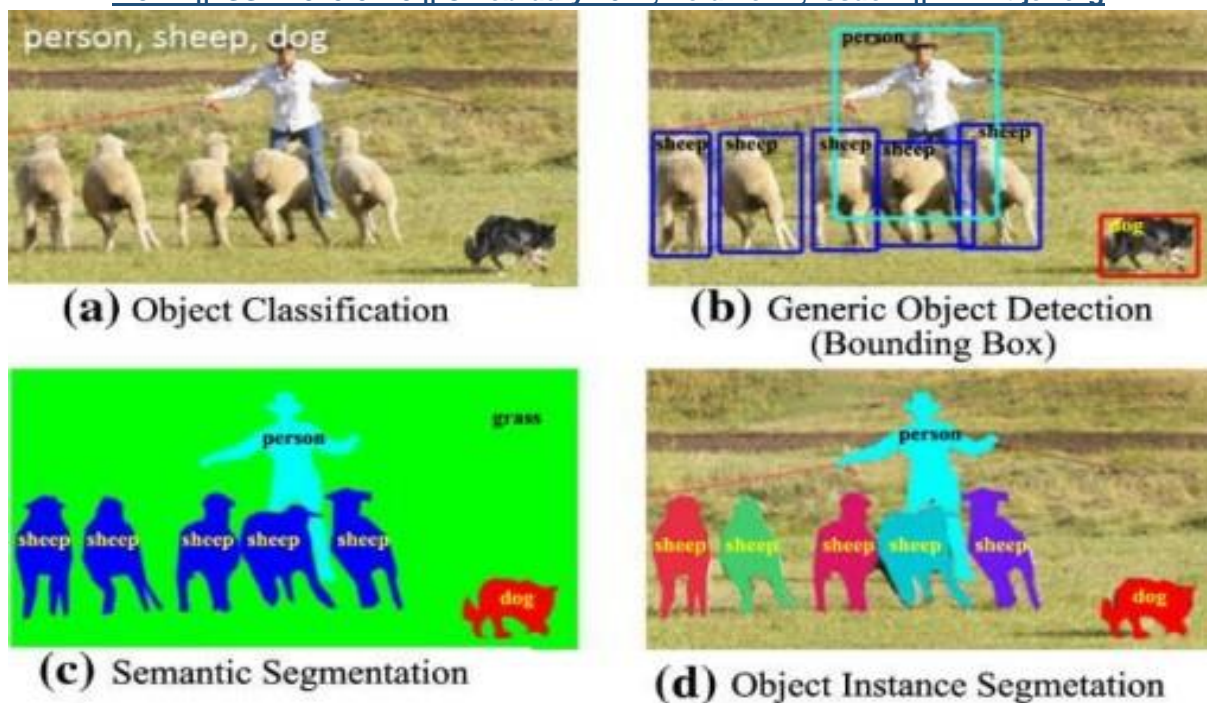 person, sheep, dog
person
sheep
sheep
sheep
sheep
sheep
dog
(a) Object Classification
(b) Generic Object Detection
(Bounding Box)
grass
person
sheep
sheep
sheep
sheep
sheep
dog
person
sheep
sheep
sheep
sheep
sheep
dog
(c) Semantic Segmentation
(d) Object Instance Segmetation